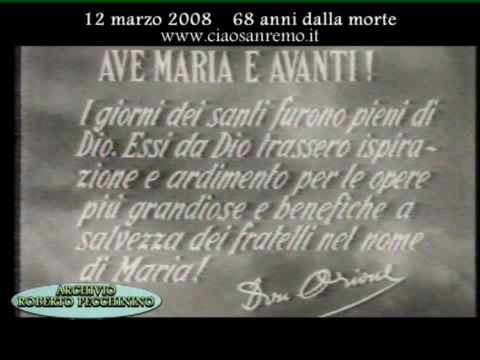 12 marzo 2008 68 anni dalla morte
www.ciaosanremo.it
AVE MARIA E AVANTI!
I giorni dei santi furono pieni di
Dio. Essi da Dio trassero ispira-
zione e ardimento per le opere
più grandiose e benefiche a
salvezza dei fratelli nel nome
di Maria!
Don Orione
ARCHIVIO
ROBERTO PECCHININO